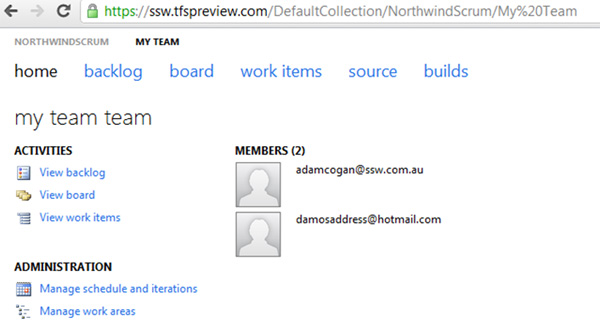 https://ssw.tfspreview.com/DefaultCollection/NorthwindScrum/My%20Team
NORTHWINDSCRUM MY TEAM
home backlog board work items source builds
my team team
ACTIVITIES
View backlog
View board
View work items
MEMBERS (2)
adamcogan@ssw.com.au
damosaddress@hotmail.com
ADMINISTRATION
Manage schedule and iterations
Manage work areas